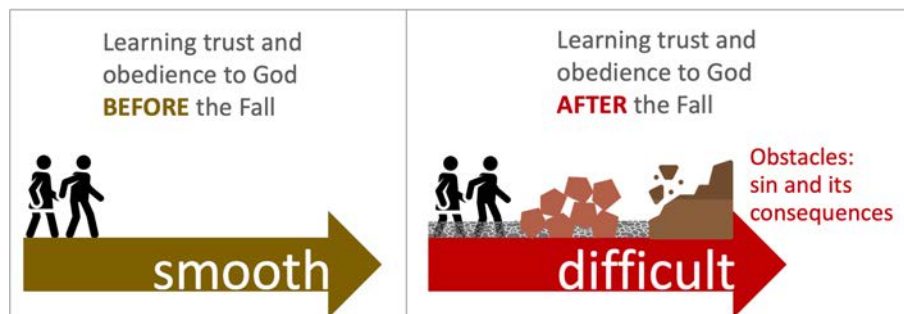 Learning trust and
obedience to God
BEFORE the Fall
smooth
Learning trust and
obedience to God
AFTER the Fall
Obstacles:
sin and its
consequences
difficult